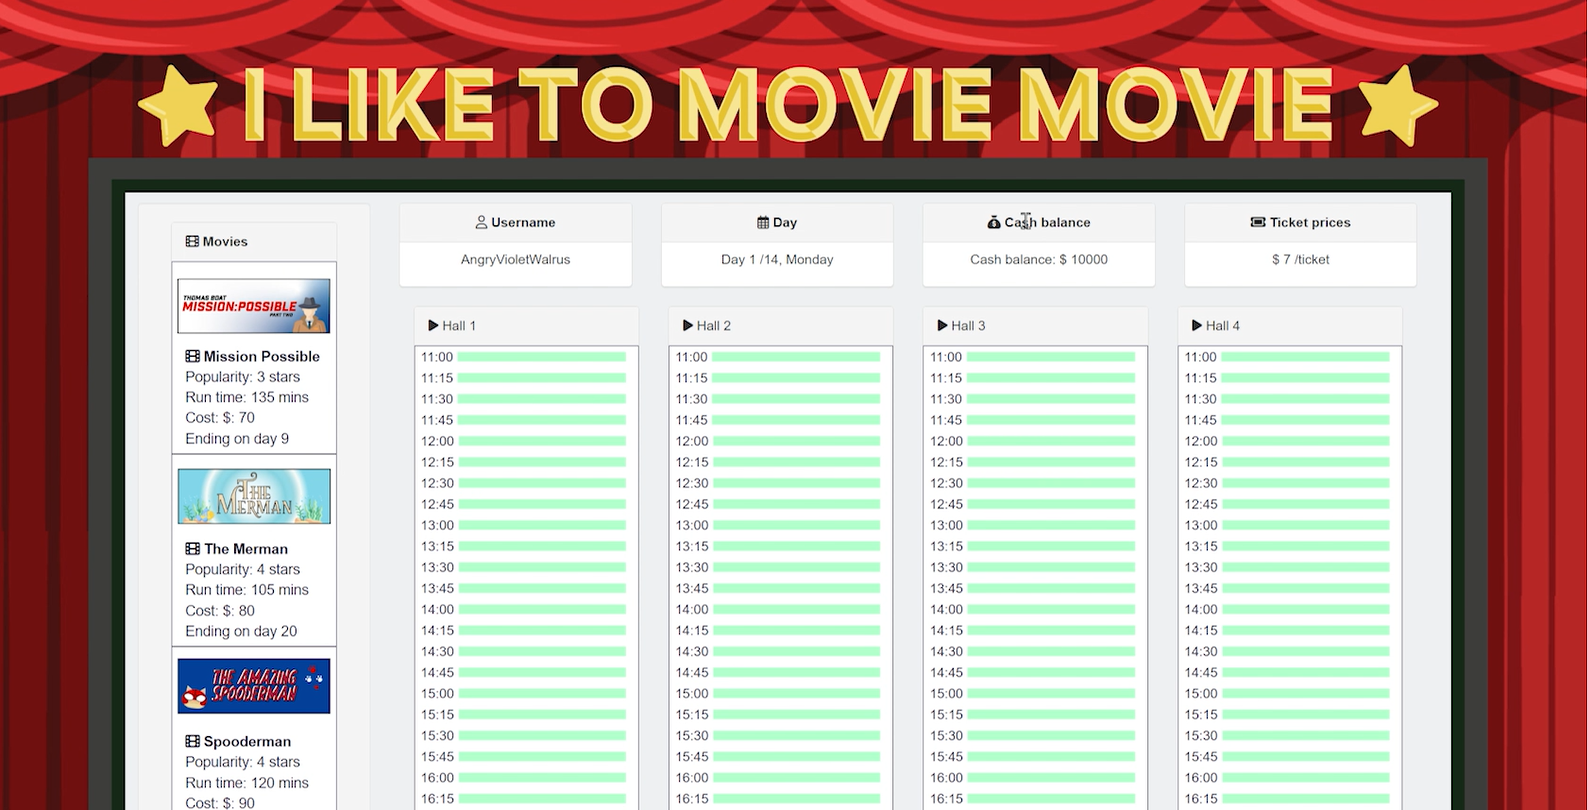 I LIKE TO MOVIE MOVIE
Movies
THOMAS BOAT
MISSION:POSSIBLE
PART TWO
Mission Possible
Popularity: 3 stars
Run time: 135 mins
Cost: $: 70
Ending on day 9
THE
MERMAN
The Merman
Popularity: 4 stars
Run time: 105 mins
Cost: $: 80
Ending on day 20
THE AMAZING
SPOODERMAN
Spooderman
Popularity: 4 stars
Run time: 120 mins
Cost: $: 90
Username
AngryVioletWalrus
Day
Day 1 /14, Monday
Cash balance
Cash balance: $ 10000
Ticket prices
$ 7 /ticket
Hall 1
11:00
11:15
11:30
11:45
12:00
12:15
12:30
12:45
13:00
13:15
13:30
13:45
14:00
14:15
14:30
14:45
15:00
15:15
15:30
15:45
16:00
16:15
Hall 2
11:00
11:15
11:30
11:45
12:00
12:15
12:30
12:45
13:00
13:15
13:30
13:45
14:00
14:15
14:30
14:45
15:00
15:15
15:30
15:45
16:00
16:15
Hall 3
11:00
11:15
11:30
11:45
12:00
12:15
12:30
12:45
13:00
13:15
13:30
13:45
14:00
14:15
14:30
14:45
15:00
15:15
15:30
15:45
16:00
16:15
Hall 4
11:00
11:15
11:30
11:45
12:00
12:15
12:30
12:45
13:00
13:15
13:30
13:45
14:00
14:15
14:30
14:45
15:00
15:15
15:30
15:45
16:00
16:15